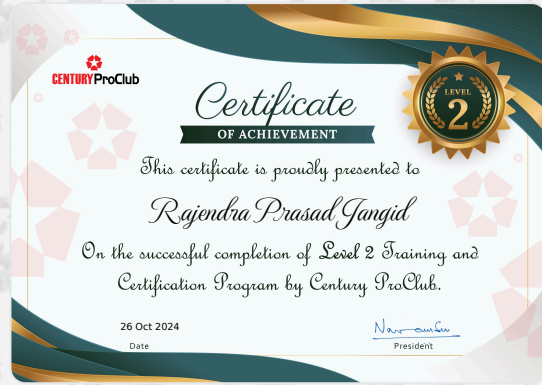 CENTURY ProClub
LEVEL
2
Certificate
OF ACHIEVEMENT
This certificate is proudly presented to
Rajendra Prasad Jangid
On the successful completion of Level 2 Training and
Certification Program by Century ProClub.
26 Oct 2024
Date
President